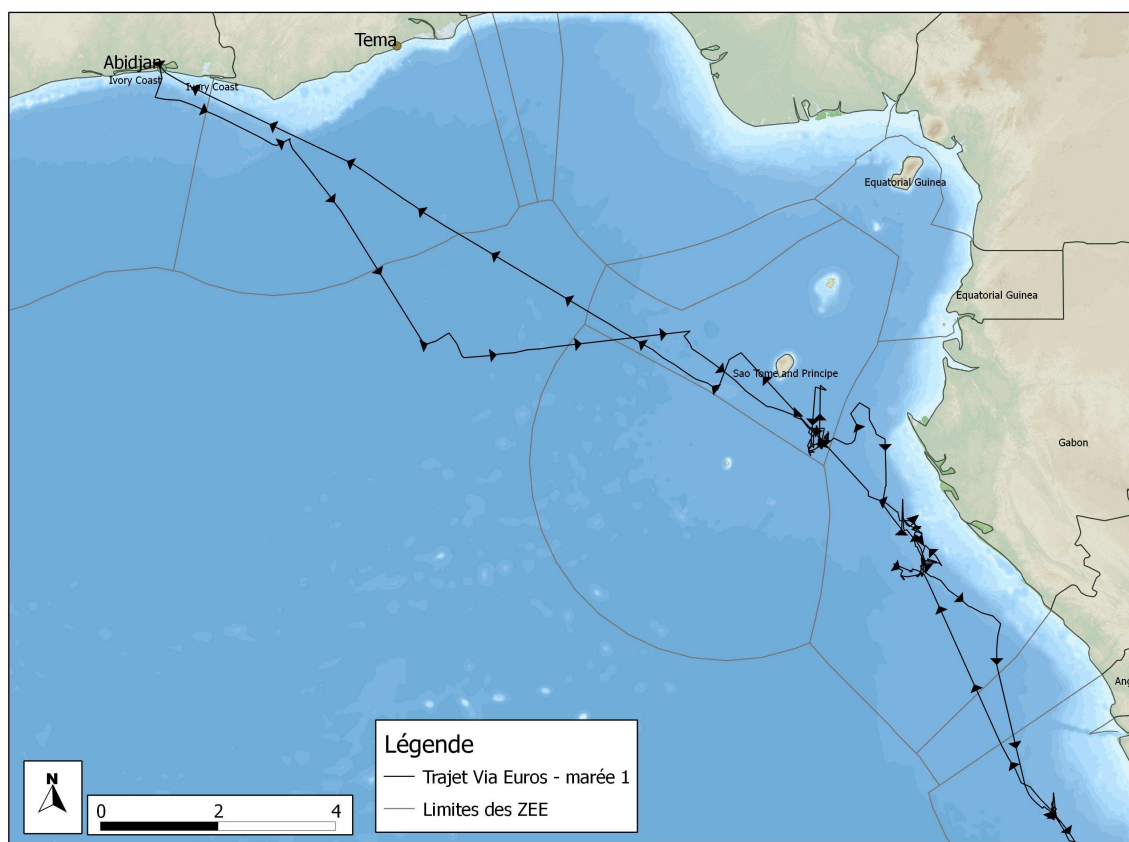 Tema
Abidjan
Ivory Coast
Ivory Coast
Equatorial Guinea
Equatorial Guinea
Sao Tome and Principe
Gabon
Ang
Légende
Trajet Via Euros - marée 1
Limites des ZEE
N
0 2 4